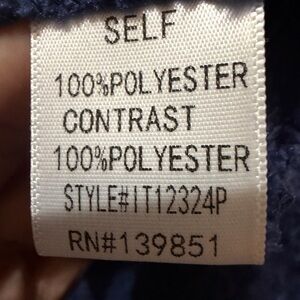 SELF
100%POLYESTER
CONTRAST
100%POLYESTER
STYLE#IT12324P
RN#139851